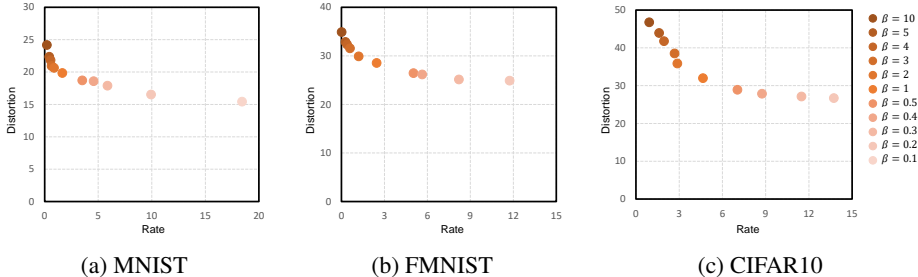 30
25
20
15
10
5
0
Distortion
0 5 10 15 20
Rate
(a) MNIST
40
30
20
10
0
Distortion
0 3 6 9 12 15
Rate
(b) FMNIST
50
40
30
20
10
0
Distortion
0 3 6 9 12 15
Rate
(c) CIFAR10
β = 10
β = 5
β = 4
β = 3
β = 2
β = 1
β = 0.5
β = 0.4
β = 0.3
β = 0.2
β = 0.1